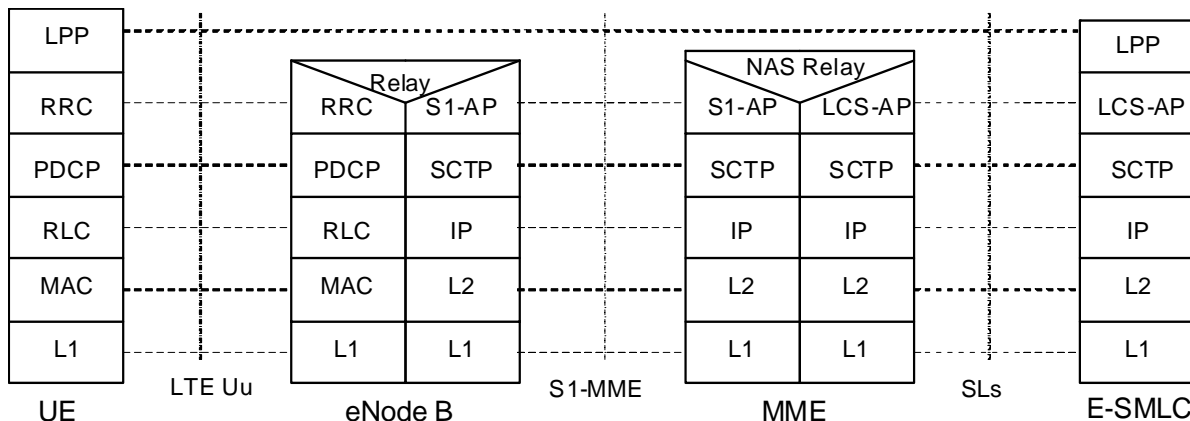 LPP
RRC
PDCP
RLC
MAC
L1
UE
LTE Uu
Relay
RRC S1-AP
PDCP SCTP
RLC IP
MAC L2
L1 L1
eNode B
S1-MME
NAS Relay
S1-AP LCS-AP
SCTP SCTP
IP IP
L2 L2
L1 L1
MME
SLs
LPP
LCS-AP
SCTP
IP
L2
L1
E-SMLC